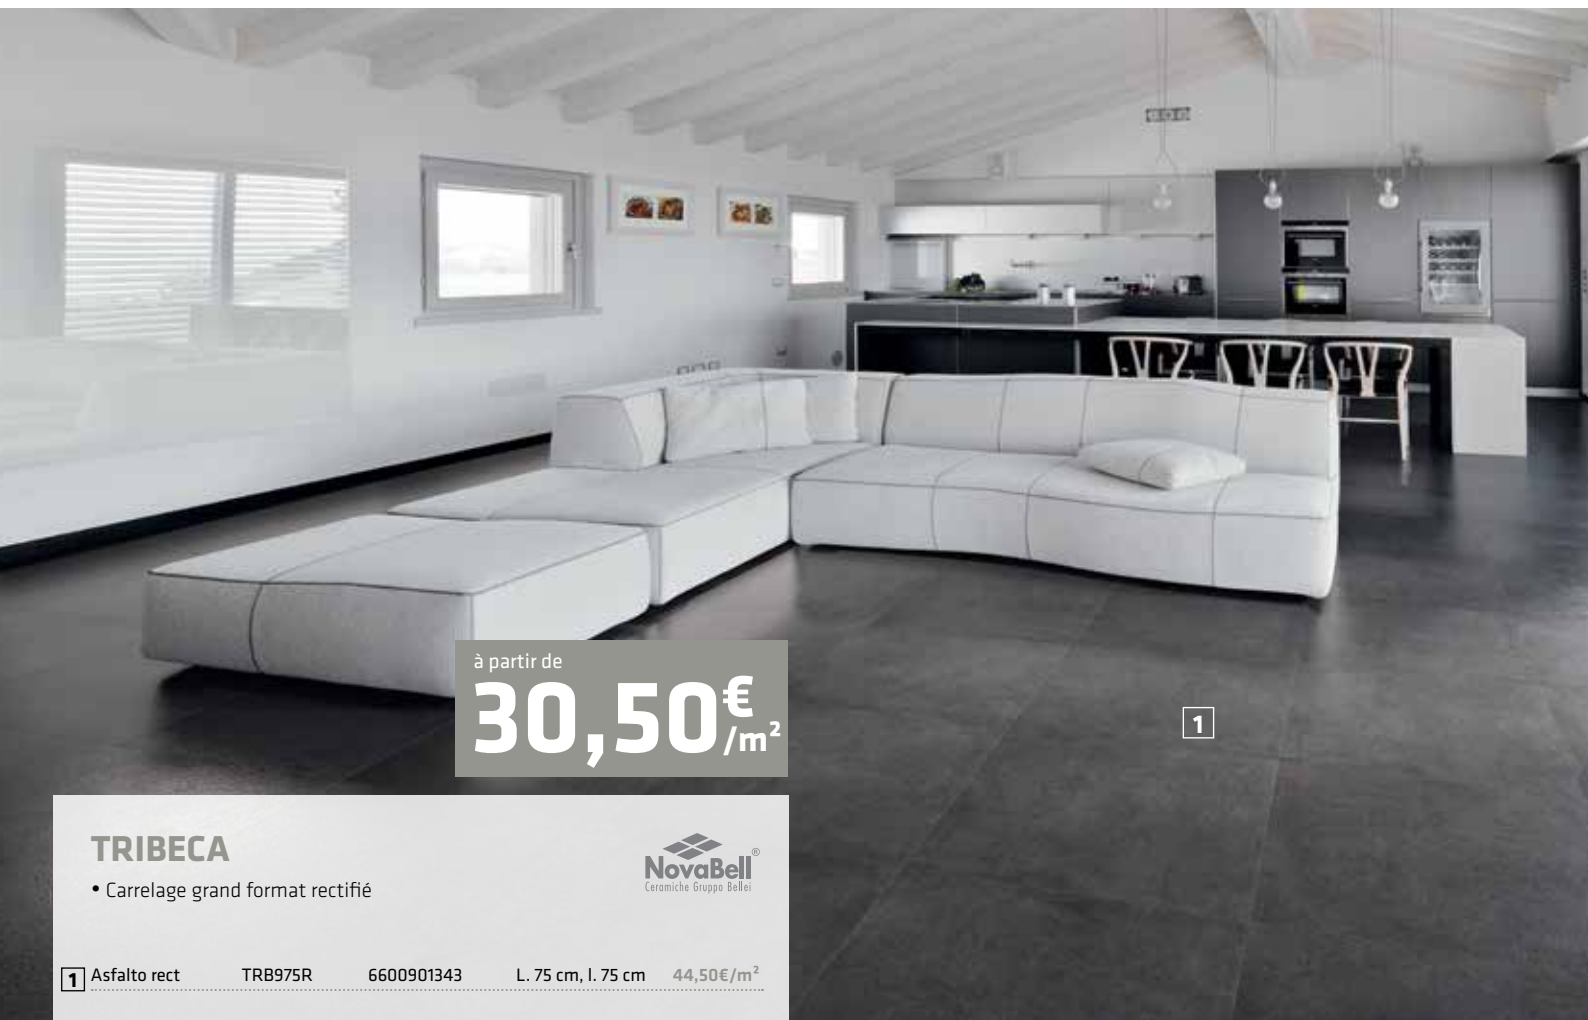 à partir de
30,50€/m²
1
TRIBECA
• Carrelage grand format rectifié
NovaBell®
Ceramiche Gruppo Bellei
1 Asfalto rect TRB975R 6600901343 L. 75 cm, l. 75 cm 44,50€/m²